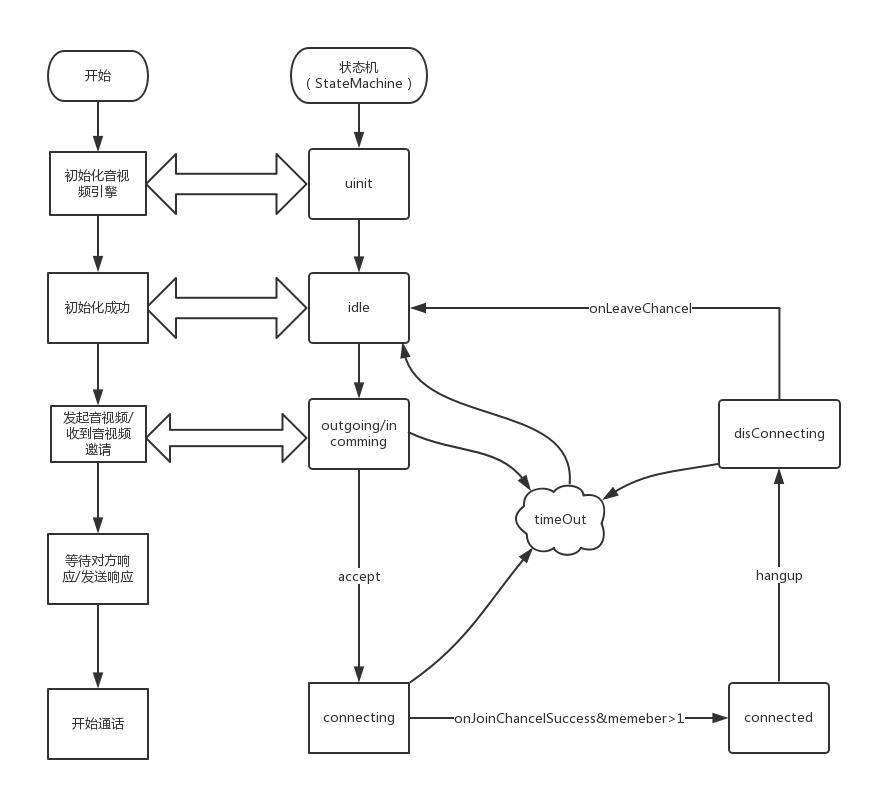 开始
状态机
（ StateMachine ）
初始化音视
频引擎
uinit
初始化成功
idle
onLeaveChancel
发起音视频/
收到音视频
邀请
outgoing/in
comming
disConnecting
timeOut
等待对方响
应/发送响应
accept
hangup
开始通话
connecting
onJoinChancelSuccess&memeber>1
connected